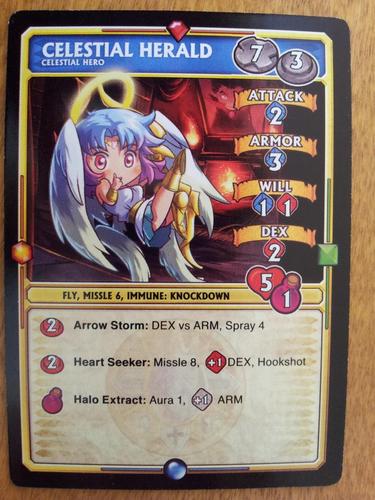 CELESTIAL HERALD
CELESTIAL HERO
7
3
ATTACK
2
ARMOR
3
WILL
1 1
DEX
2
5
1
FLY, MISSLE 6, IMMUNE: KNOCKDOWN
2 Arrow Storm: DEX vs ARM, Spray 4
2 Heart Seeker: Missle 8, +1 DEX, Hookshot
Halo Extract: Aura 1, +1 ARM